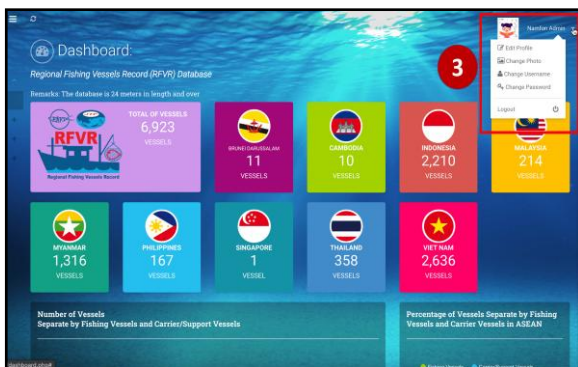 Namfon Admin
Dashboard:
Regional Fishing Vessels Record (RFVR) Database
Remarks: The database is 24 meters in length and over
3
Edit Profile
Change Photo
Change Username
Change Password
Logout
RFVR
Regional Fishing Vessels Record
TOTAL OF VESSELS
6,923
VESSELS
BRUNEI DARUSSALAM
11
VESSELS
CAMBODIA
10
VESSELS
INDONESIA
2,210
VESSELS
MALAYSIA
214
VESSELS
MYANMAR
1,316
VESSELS
PHILIPPINES
167
VESSELS
SINGAPORE
1
VESSEL
THAILAND
358
VESSELS
VIET NAM
2,636
VESSELS
Number of Vessels
Separate by Fishing Vessels and Carrier/Support Vessels
Percentage of Vessels Separate by Fishing
Vessels and Carrier Vessels in ASEAN
dashboard.php#